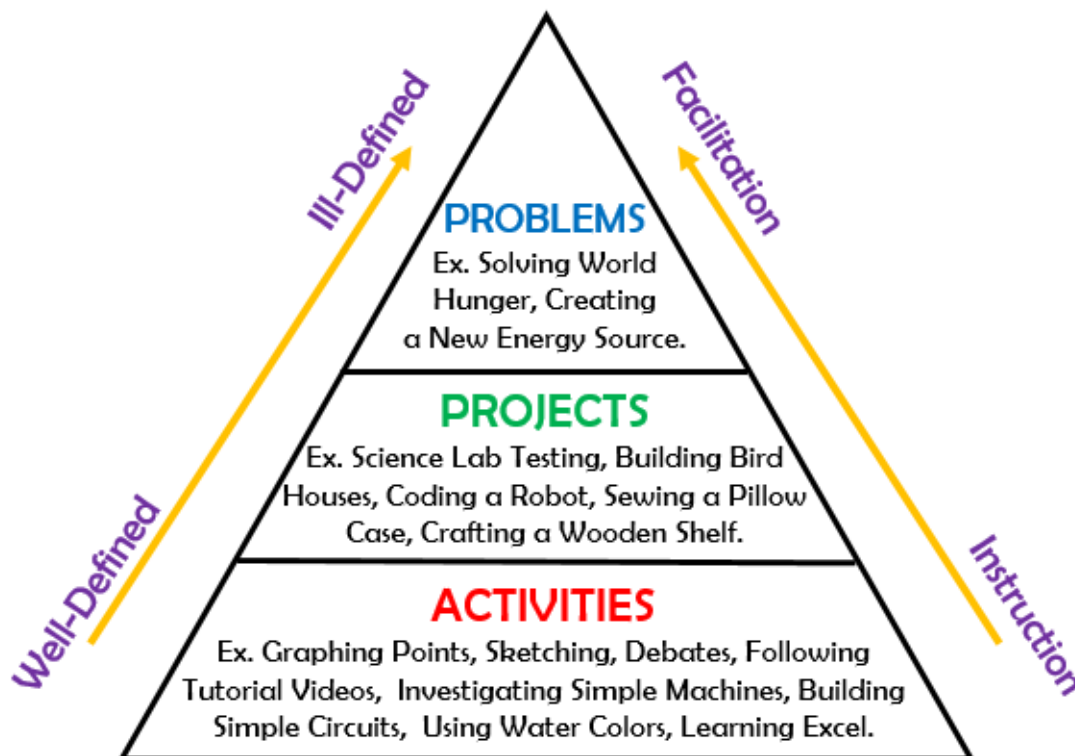 Ill-Defined
Facilitation
PROBLEMS
Ex. Solving World
Hunger, Creating
a New Energy Source.
PROJECTS
Ex. Science Lab Testing, Building Bird
Houses, Coding a Robot, Sewing a Pillow
Case, Crafting a Wooden Shelf.
Well-Defined
Instruction
ACTIVITIES
Ex. Graphing Points, Sketching, Debates, Following
Tutorial Videos, Investigating Simple Machines, Building
Simple Circuits, Using Water Colors, Learning Excel.